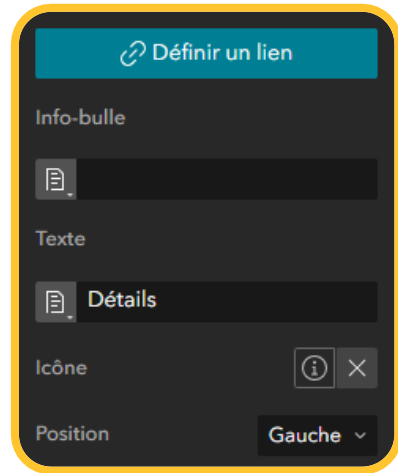 Définir un lien
Info-bulle
Texte
Détails
Icône
Position
Gauche